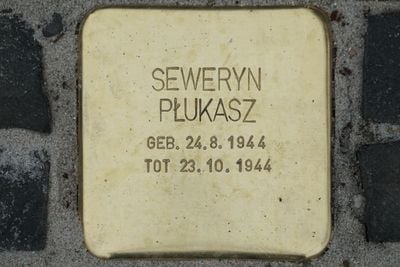 SEWERYN
PŁUKASZ
GEB. 24.8.1944
TOT 23.10.1944